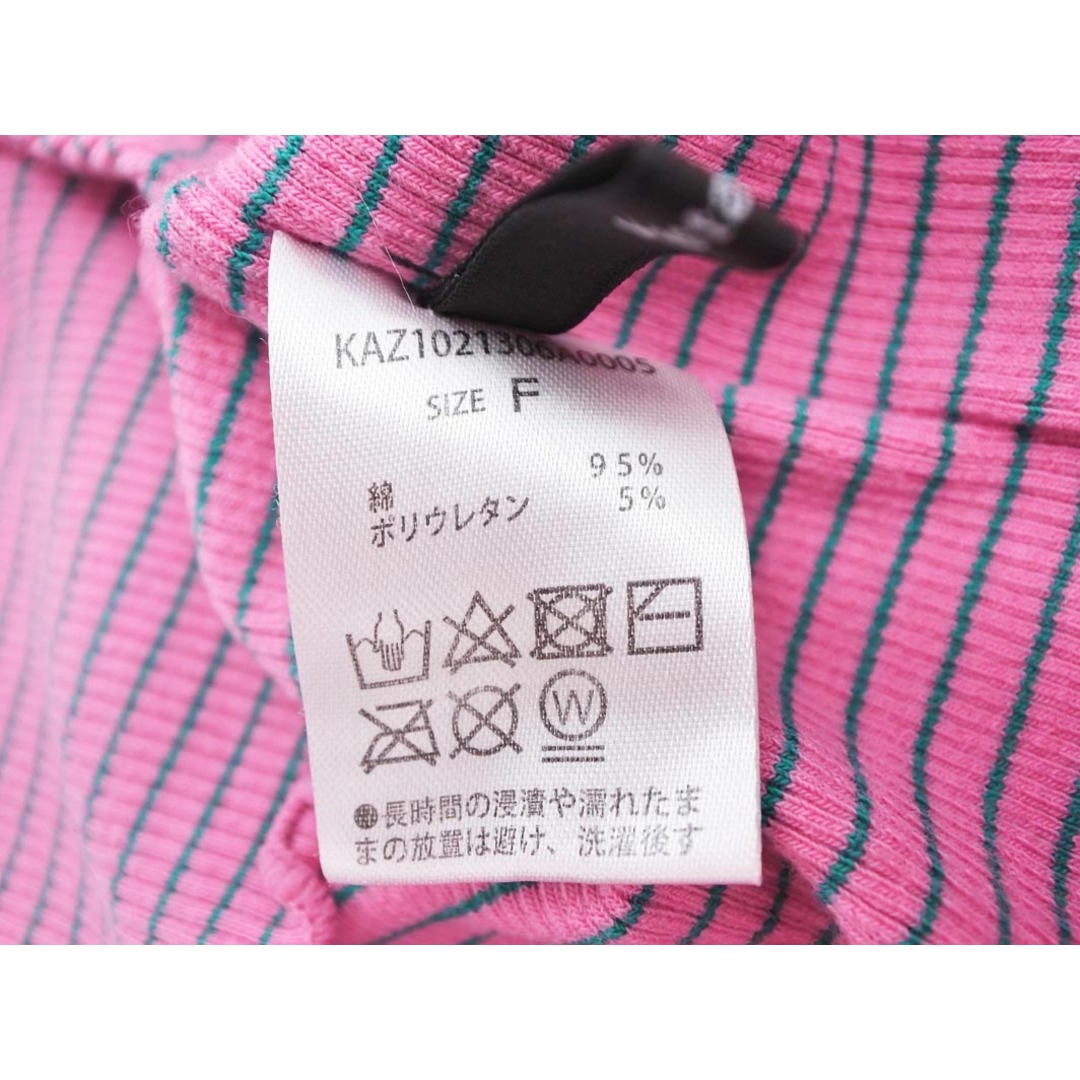 KAZ1021306A0005
SIZE F
綿 95%
ポリウレタン 5%
W
長時間の浸漬や濡れたま
まの放置は避け、洗濯後す